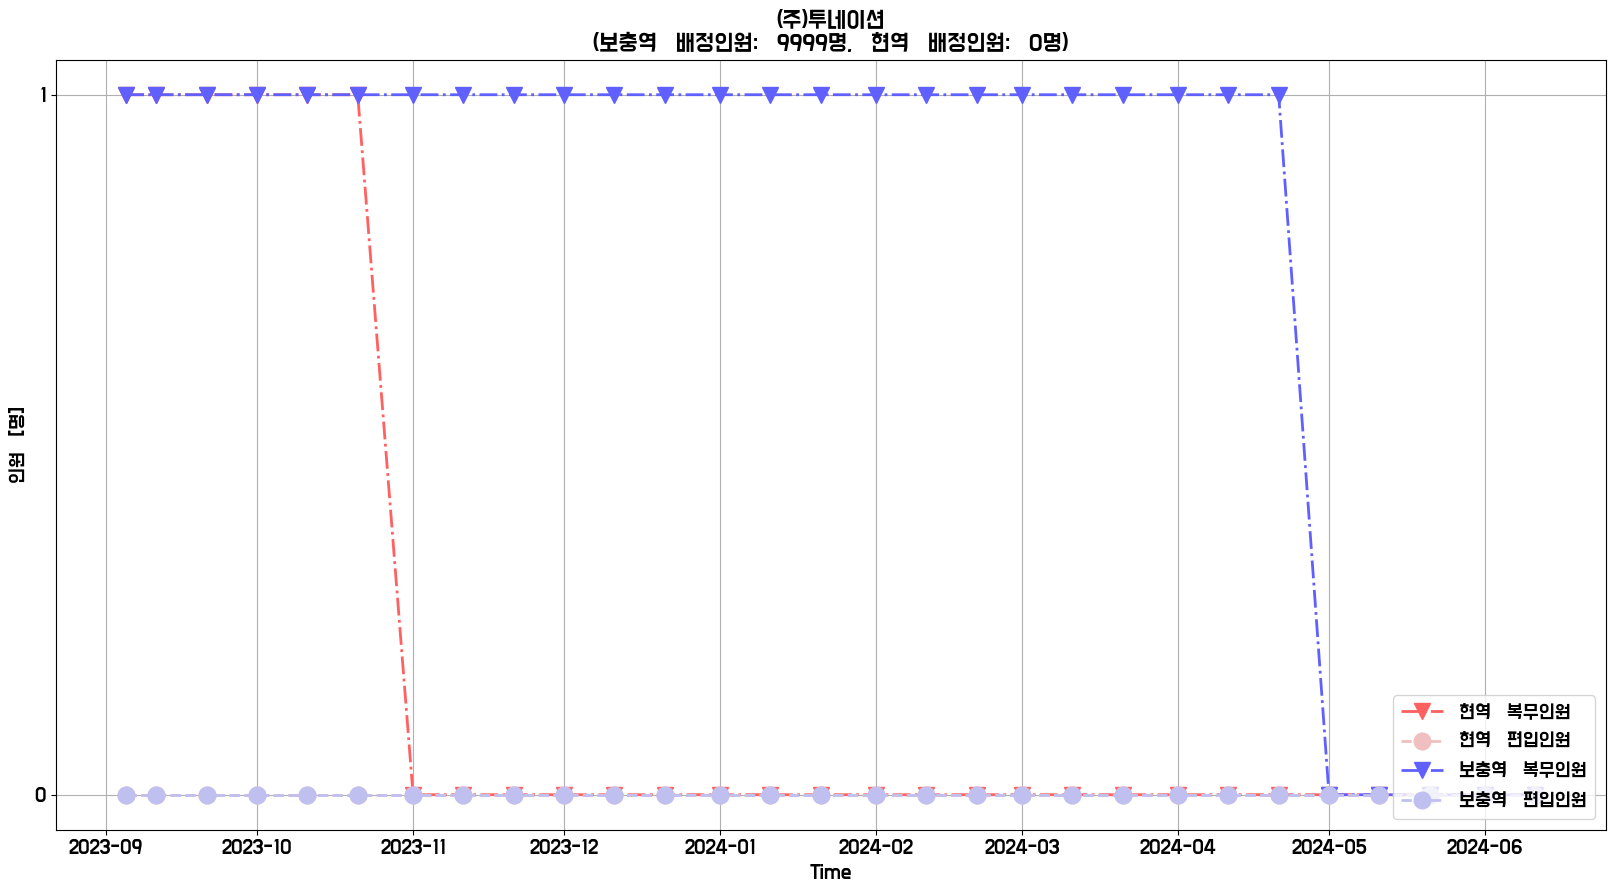 (주)투네이션
(보충역 배정인원: 9999명, 현역 배정인원: 0명)
인원 [명]
1
0
2023-09 2023-10 2023-11 2023-12 2024-01 2024-02 2024-03 2024-04 2024-05 2024-06
Time
현역 복무인원
현역 편입인원
보충역 복무인원
보충역 편입인원